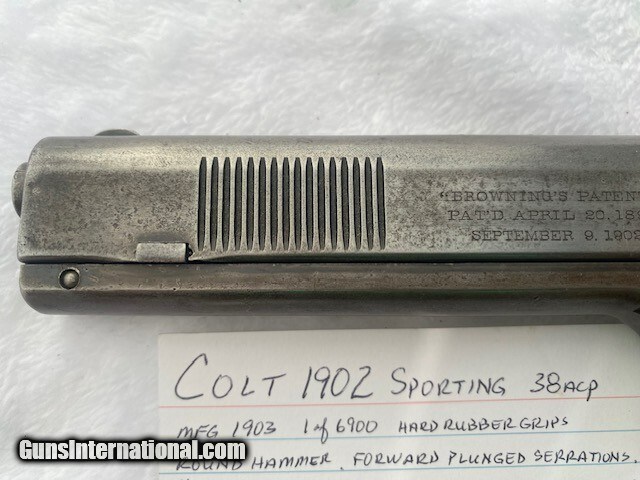 "BROWNING'S PATEN
PAT'D APRIL 20.18
SEPTEMBER 9.1902
COLT 1902 SPORTING 38ACP
MFG 1903 1 of 6900 HARD RUBBER GRIPS
ROUND HAMMER. FORWARD PLUNGED SERRATIONS.
GunsInternational.com